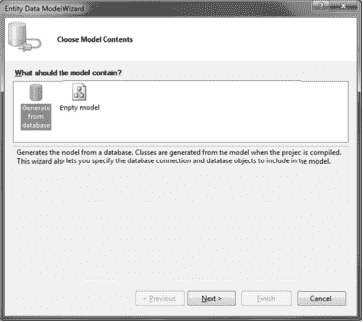 Entity Data Model Wizard
Choose Model Contents
What should the model contain?
Generate from database
Empty model
Generates the model from a database. Classes are generated from the model when the project is compiled.
This wizard also lets you specify the database connection and database objects to include in the model.
< Previous
Next >
Finish
Cancel